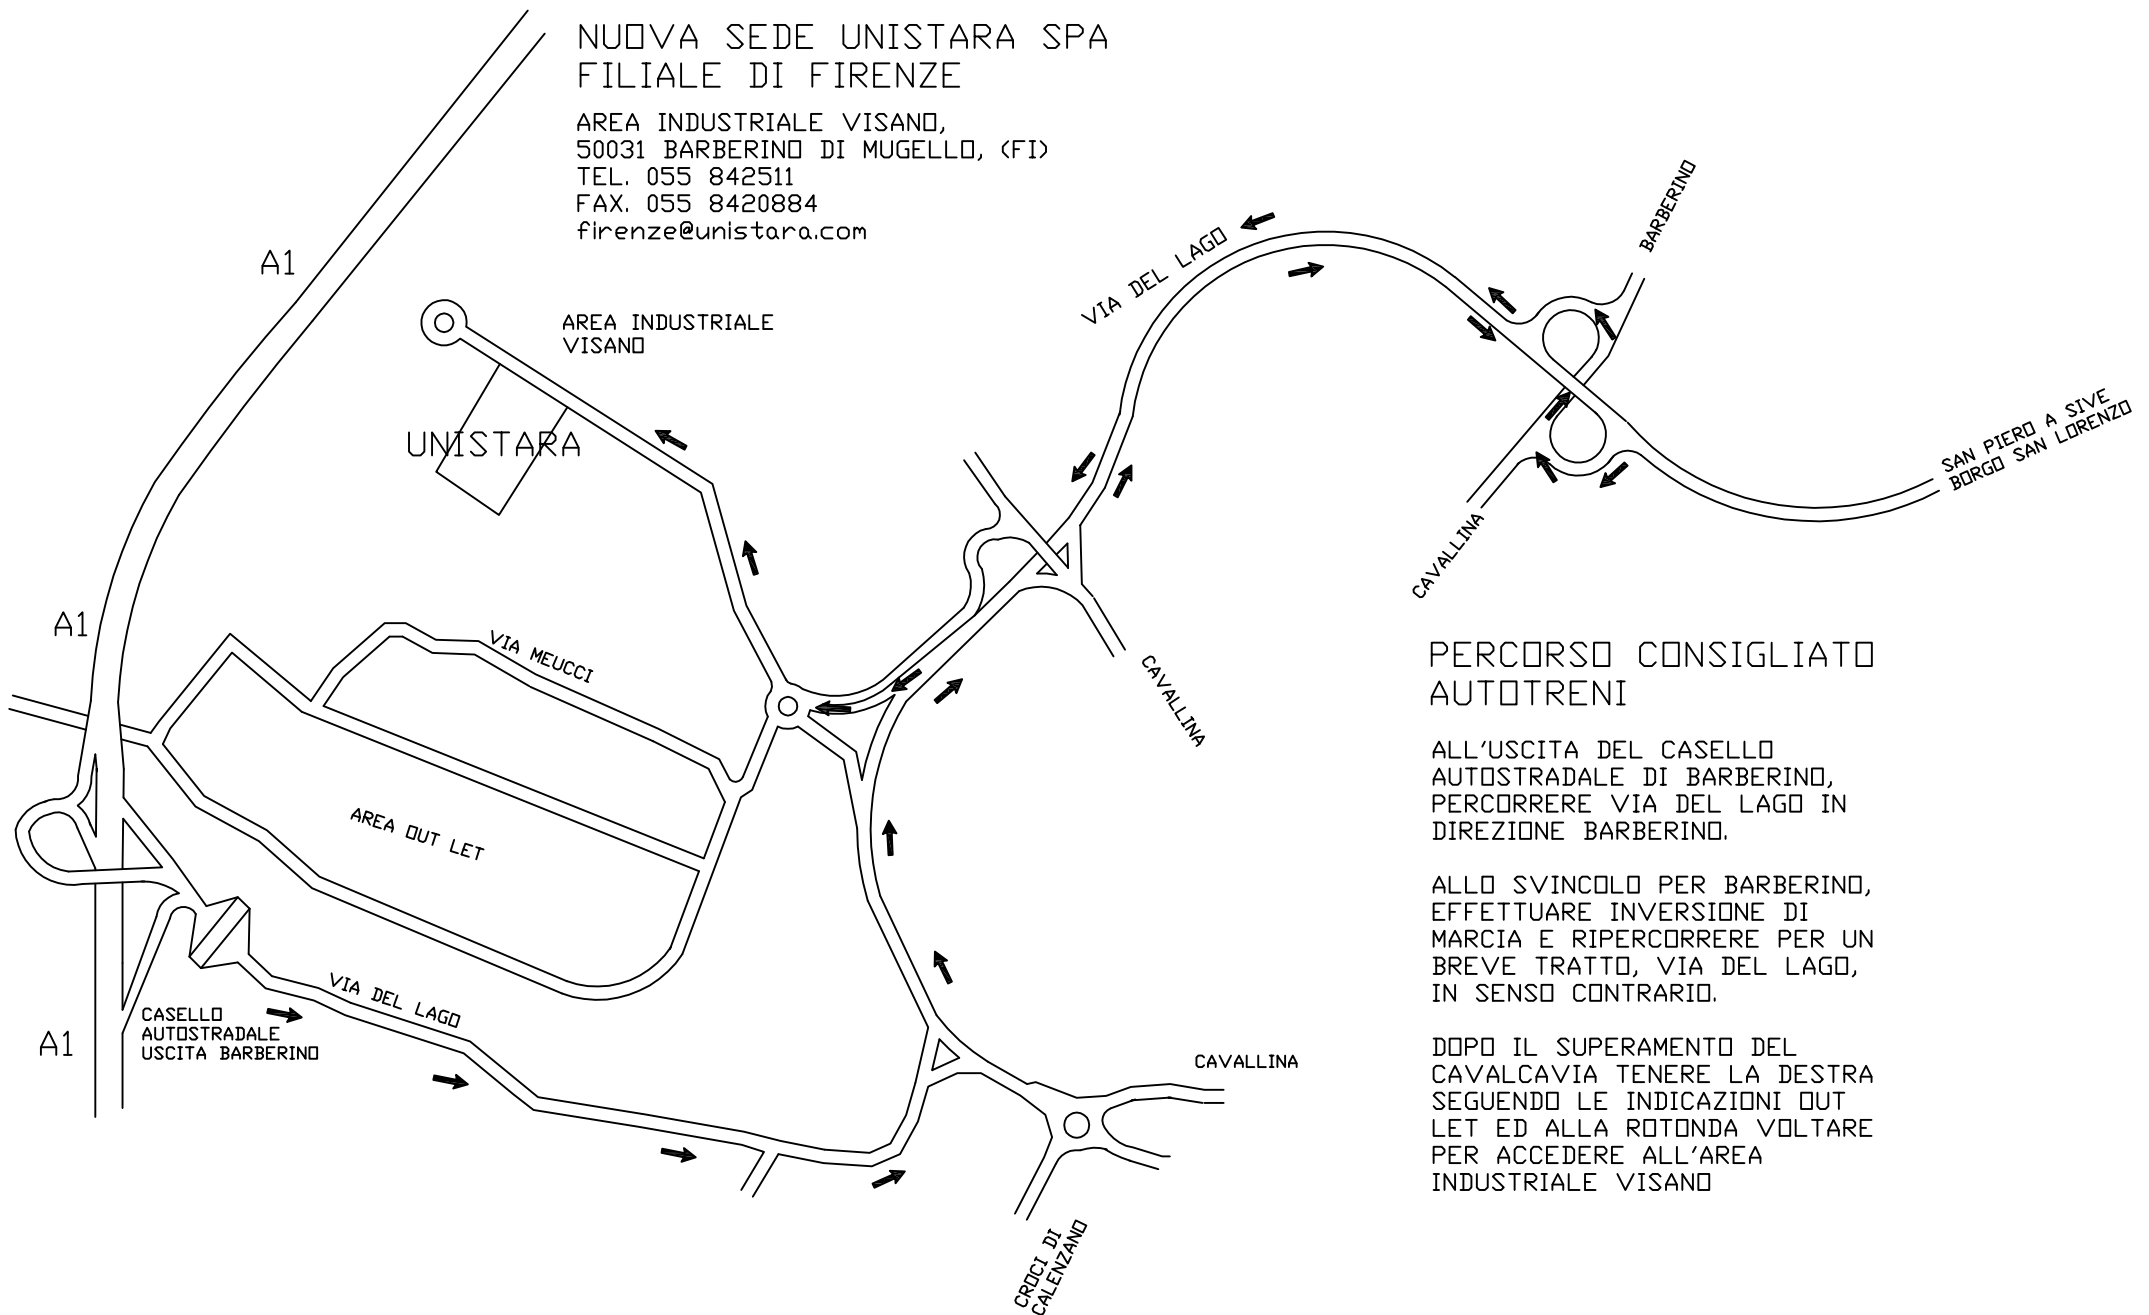 NUOVA SEDE UNISTARA SPA
FILIALE DI FIRENZE
AREA INDUSTRIALE VISANO,
50031 BARBERINO DI MUGELLO, (FI)
TEL. 055 842511
FAX. 055 8420884
firenze@unistara.com
A1
AREA INDUSTRIALE
VISANO
UNISTARA
VIA DEL LAGO
BARBERINO
SAN PIERO A SIVE
BORGO SAN LORENZO
CAVALLINA
A1
VIA MEUCCI
CAVALLINA
AREA OUT LET
VIA DEL LAGO
CASELLO
AUTOSTRADALE
USCITA BARBERINO
A1
CAVALLINA
CROCI DI
CALENZANO
PERCORSO CONSIGLIATO
AUTOTRENI
ALL'USCITA DEL CASELLO
AUTOSTRADALE DI BARBERINO,
PERCORRERE VIA DEL LAGO IN
DIREZIONE BARBERINO.
ALLO SVINCOLO PER BARBERINO,
EFFETTUARE INVERSIONE DI
MARCIA E RIPERCORRERE PER UN
BREVE TRATTO, VIA DEL LAGO,
IN SENSO CONTRARIO.
DOPO IL SUPERAMENTO DEL
CAVALCAVIA TENERE LA DESTRA
SEGUENDO LE INDICAZIONI OUT
LET ED ALLA ROTONDA VOLTARE
PER ACCEDERE ALL'AREA
INDUSTRIALE VISANO